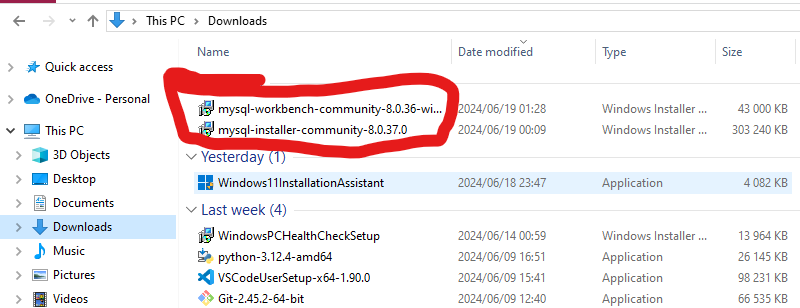 This PC > Downloads
Name Date modified Type Size
Quick access
OneDrive - Personal
This PC
3D Objects
Desktop
Documents
Downloads
Music
Pictures
Videos
mysql-workbench-community-8.0.36-wi... 2024/06/19 01:28 Windows Installer ... 43 000 KB
mysql-installer-community-8.0.37.0 2024/06/19 00:09 Windows Installer ... 303 240 KB
Yesterday (1)
Windows11InstallationAssistant 2024/06/18 23:47 Application 4 082 KB
Last week (4)
WindowsPCHealthCheckSetup 2024/06/14 00:59 Windows Installer ... 13 964 KB
python-3.12.4-amd64 2024/06/09 16:51 Application 26 145 KB
VSCodeUserSetup-x64-1.90.0 2024/06/09 15:41 Application 97 288 KB
Git-2.45.2-64-bit 2024/06/09 12:40 Application 66 265 KB